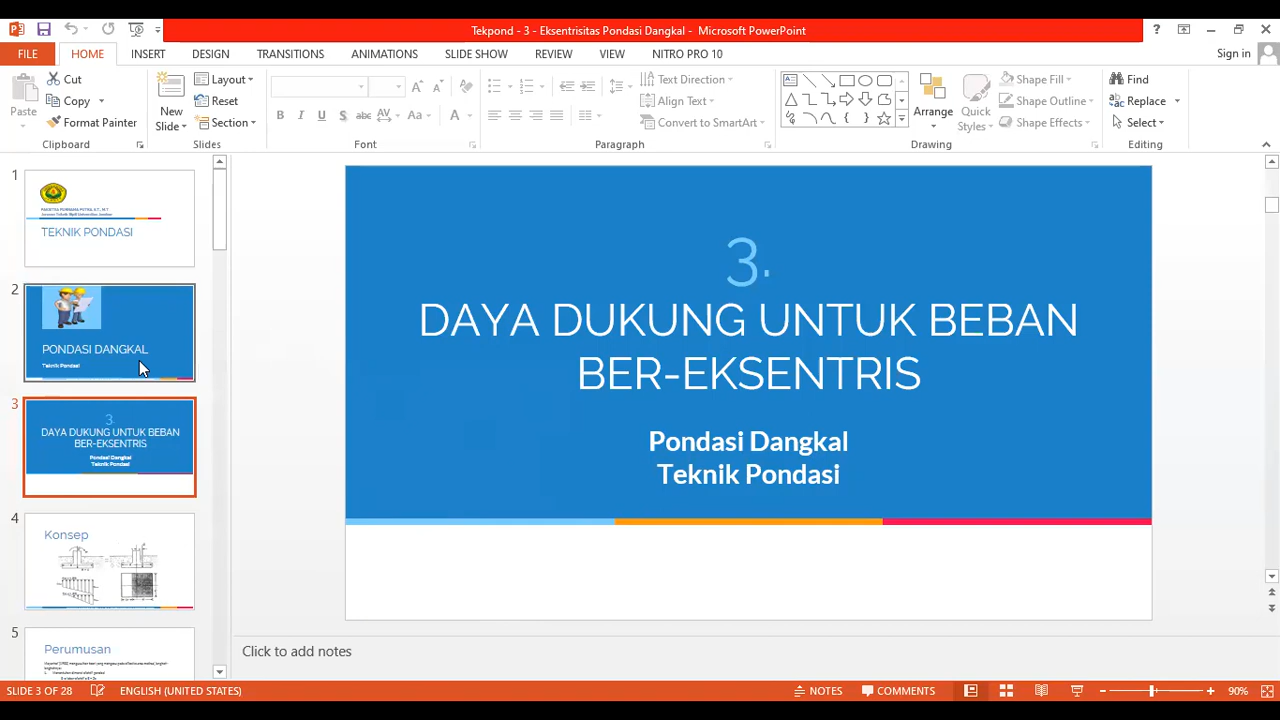 Tekpond - 3 - Eksentrisitas Pondasi Dangkal - Microsoft PowerPoint
FILE HOME INSERT DESIGN TRANSITIONS ANIMATIONS SLIDE SHOW REVIEW VIEW NITRO PRO 10 Sign in
Paste
Cut
Copy
Format Painter
Clipboard
New
Slide
Layout
Reset
Section
Slides
Font
Text Direction
Align Text
Convert to SmartArt
Paragraph
Arrange
Quick
Styles
Shape Fill
Shape Outline
Shape Effects
Drawing
Find
Replace
Select
Editing
1
TEKNIK PONDASI
2
PONDASI DANGKAL
Teknik Pondasi
3
3.
DAYA DUKUNG UNTUK BEBAN
BER-EKSENTRIS
Pondasi Dangkal
Teknik Pondasi
4
Konsep
5
Perumusan
3.
DAYA DUKUNG UNTUK BEBAN
BER-EKSENTRIS
Pondasi Dangkal
Teknik Pondasi
Click to add notes
SLIDE 3 OF 28 ENGLISH (UNITED STATES) NOTES COMMENTS 90%